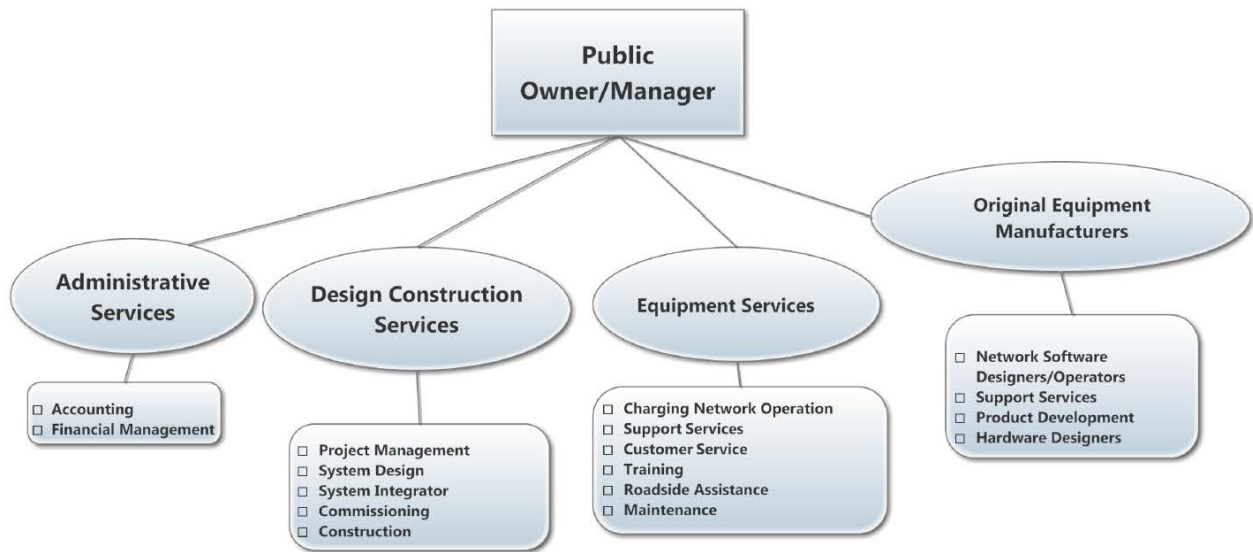 Public
Owner/Manager
Administrative
Services
□ Accounting
□ Financial Management
Design Construction
Services
□ Project Management
□ System Design
□ System Integrator
□ Commissioning
□ Construction
Equipment Services
□ Charging Network Operation
□ Support Services
□ Customer Service
□ Training
□ Roadside Assistance
□ Maintenance
Original Equipment
Manufacturers
□ Network Software
Designers/Operators
□ Support Services
□ Product Development
□ Hardware Designers